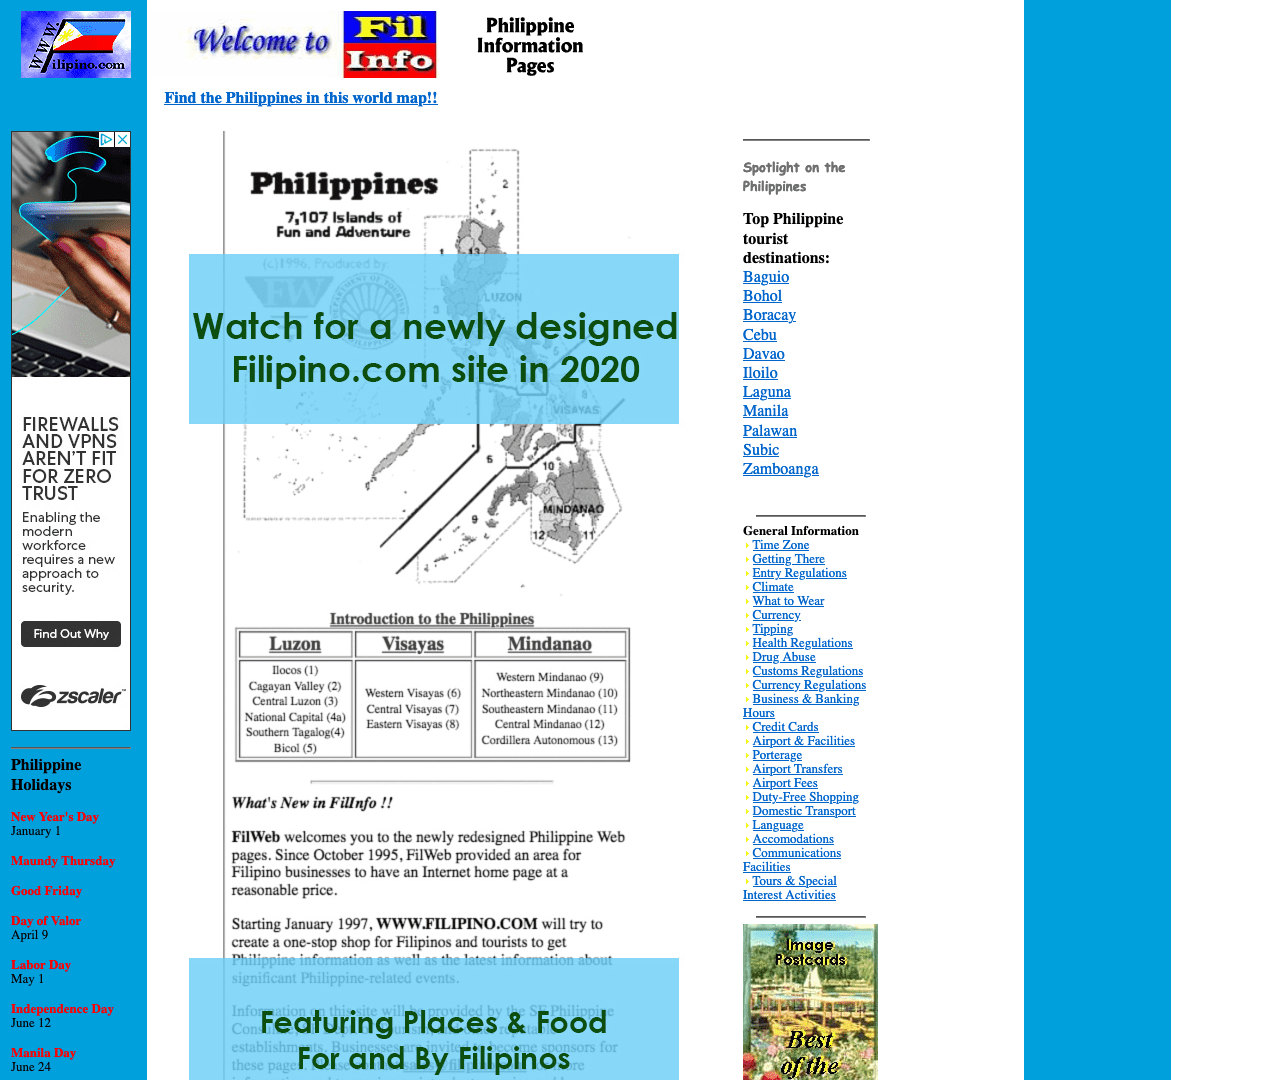 WWW.
ilipino.com
Welcome to
Fil
Info
Philippine
Information
Pages
Find the Philippines in this world map!!
FIREWALLS
AND VPNS
AREN'T FIT
FOR ZERO
TRUST
Enabling the
modern
workforce
requires a new
approach to
security.
Find Out Why
zscaler™
Philippine
Holidays
New Year's Day
January 1
Maundy Thursday
Good Friday
Day of Valor
April 9
Labor Day
May 1
Independence Day
June 12
Manila Day
June 24
Philippines
7,107 Islands of
Fun and Adventure
2
1
13
(c)1996, Produced by
FW
LUZON
Watch for a newly designed
Filipino.com site in 2020
VISAYAS
6
10
MINDANAO
9
12
11
Introduction to the Philippines
Luzon
Visayas
Mindanao
Ilocos (1)
Cagayan Valley (2)
Central Luzon (3)
National Capital (4a)
Southern Tagalog(4)
Bicol (5)
Western Visayas (6)
Central Visayas (7)
Eastern Visayas (8)
Western Mindanao (9)
Northeastern Mindanao (10)
Southeastern Mindanao (11)
Central Mindanao (12)
Cordillera Autonomous (13)
What's New in FilInfo !!
FilWeb welcomes you to the newly redesigned Philippine Web
pages. Since October 1995, FilWeb provided an area for
Filipino businesses to have an Internet home page at a
reasonable price.
Starting January 1997, WWW.FILIPINO.COM will try to
create a one-stop shop for Filipinos and tourists to get
Philippine information as well as the latest information about
significant Philippine-related events.
Information on this site will be provided by the SF Philippine
Featuring Places & Food
For and By Filipinos
Spotlight on the
Philippines
Top Philippine
tourist
destinations:
Baguio
Bohol
Boracay
Cebu
Davao
Iloilo
Laguna
Manila
Palawan
Subic
Zamboanga
General Information
Time Zone
Getting There
Entry Regulations
Climate
What to Wear
Currency
Tipping
Health Regulations
Drug Abuse
Customs Regulations
Currency Regulations
Business & Banking
Hours
Credit Cards
Airport & Facilities
Porterage
Airport Transfers
Airport Fees
Duty-Free Shopping
Domestic Transport
Language
Accomodations
Communications
Facilities
Tours & Special
Interest Activities
Image
Postcards
Best
of the